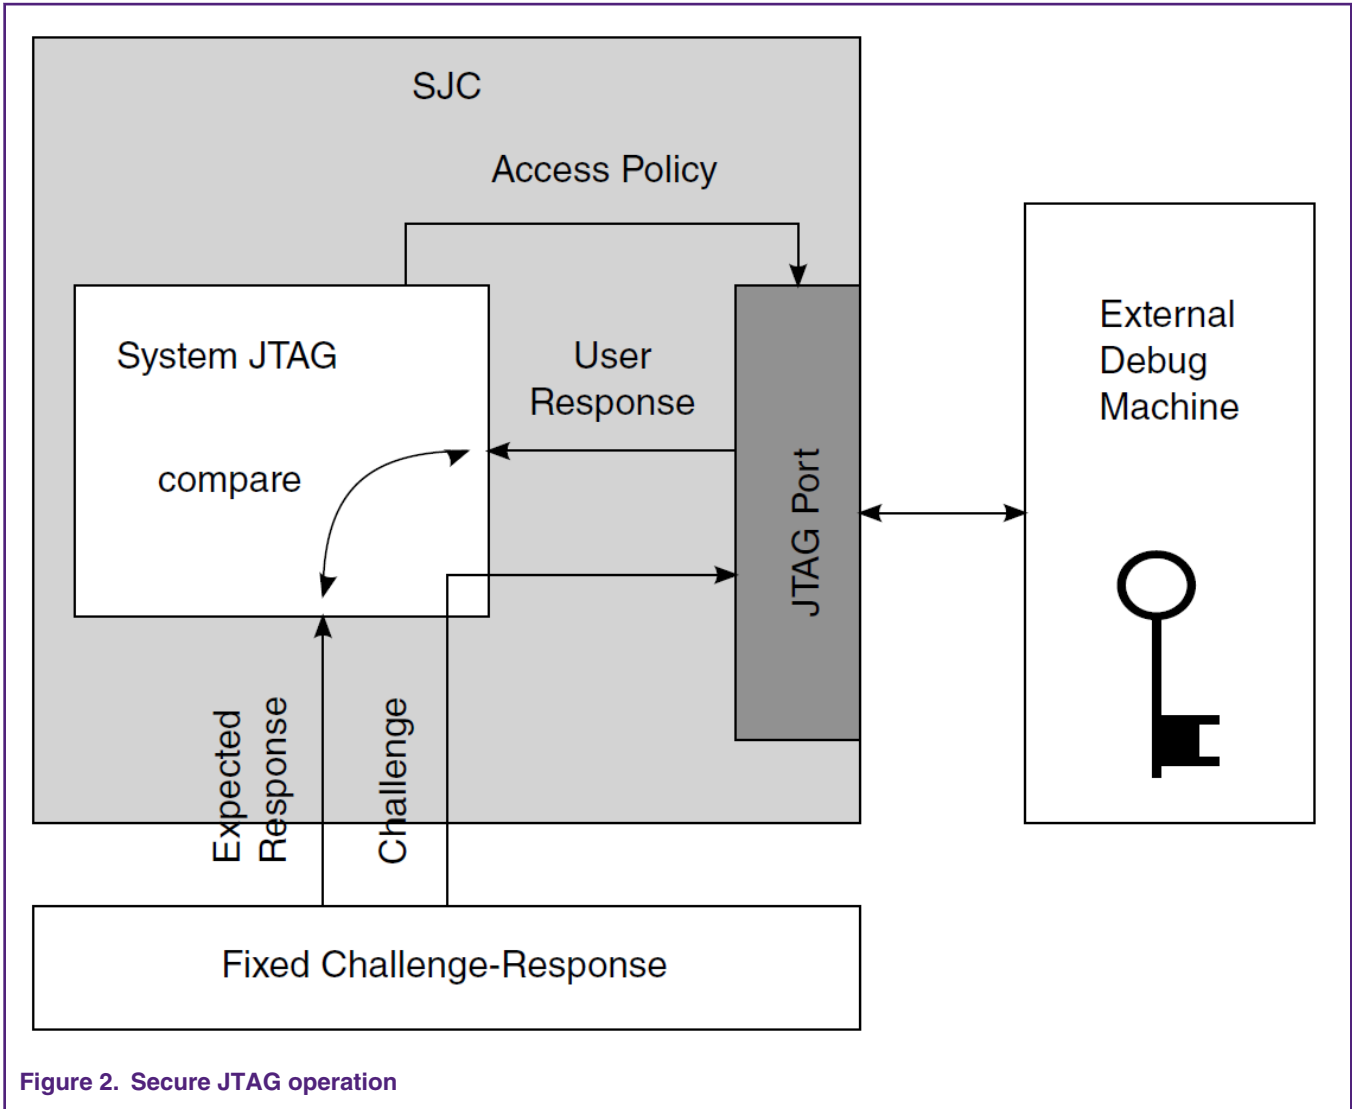 SJC
Access Policy
System JTAG
compare
User
Response
JTAG Port
External
Debug
Machine
Expected
Response
Challenge
Fixed Challenge-Response
Figure 2. Secure JTAG operation